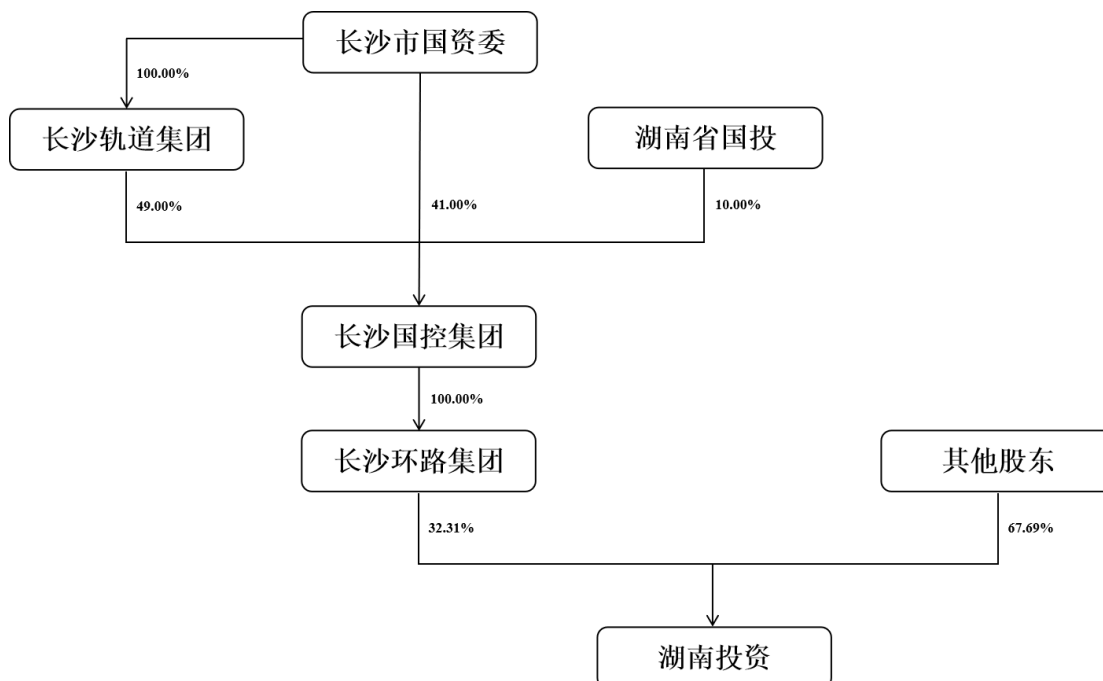 长沙市国资委
100.00%
长沙轨道集团
湖南省国投
49.00%
41.00%
10.00%
长沙国控集团
100.00%
长沙环路集团
其他股东
32.31%
67.69%
湖南投资